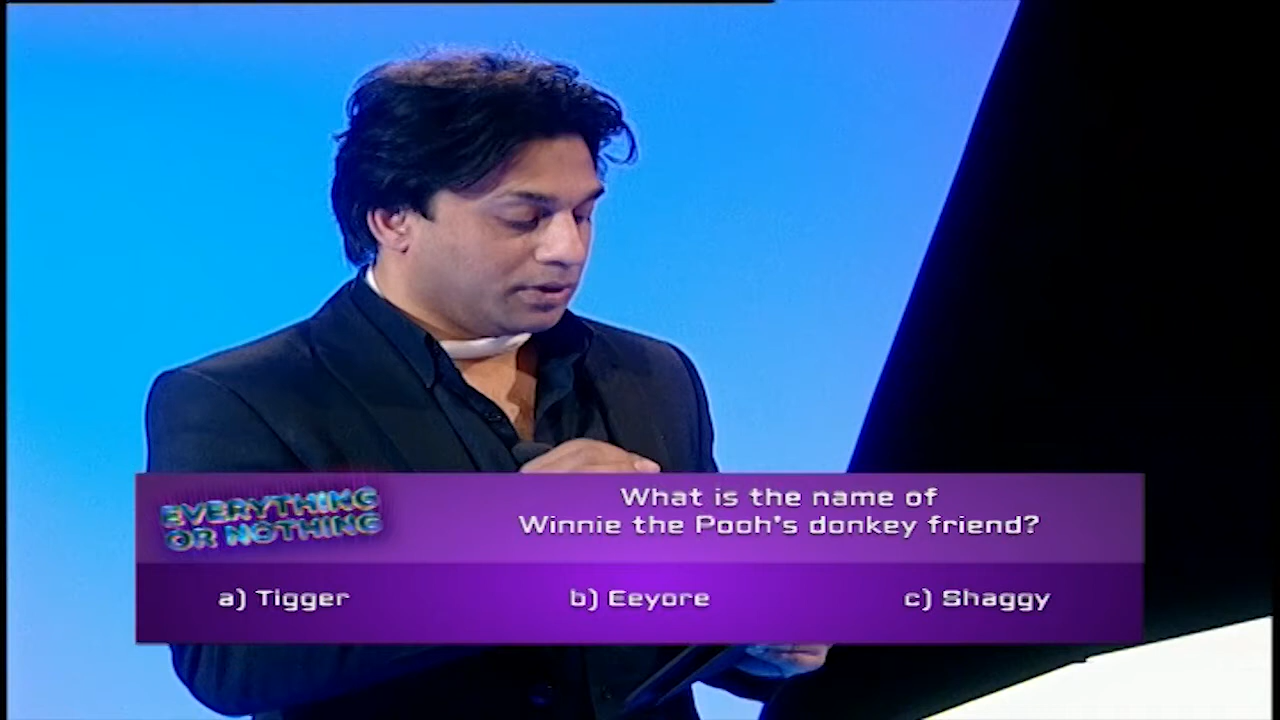 EVERYTHING
OR NOTHING
What is the name of
Winnie the Pooh's donkey friend?
a) Tigger
b) Eeyore
c) Shaggy